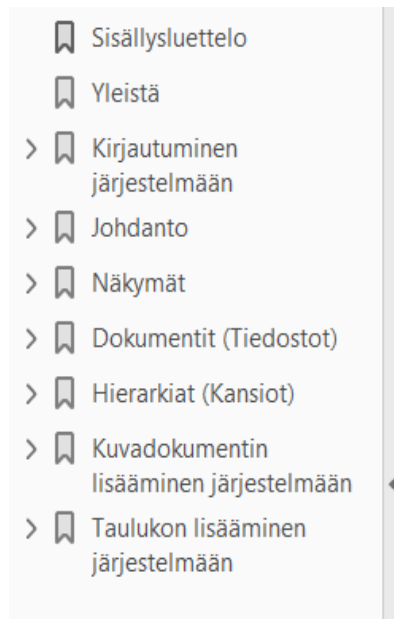 Sisällysluettelo
Yleistä
Kirjautuminen
järjestelmään
Johdanto
Näkymät
Dokumentit (Tiedostot)
Hierarkiat (Kansiot)
Kuvadokumentin
lisääminen järjestelmään
Taulukon lisääminen
järjestelmään